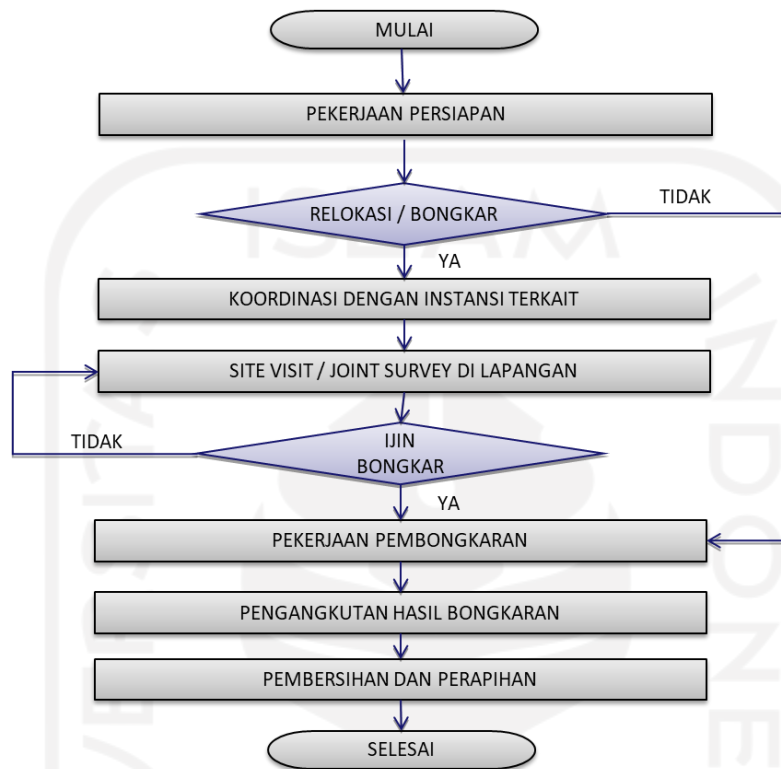 MULAI
PEKERJAAN PERSIAPAN
RELOKASI / BONGKAR
TIDAK
YA
KOORDINASI DENGAN INSTANSI TERKAIT
SITE VISIT / JOINT SURVEY DI LAPANGAN
TIDAK
IJIN
BONGKAR
YA
PEKERJAAN PEMBONGKARAN
PENGANGKUTAN HASIL BONGKARAN
PEMBERSIHAN DAN PERAPIHAN
SELESAI
ISLAM